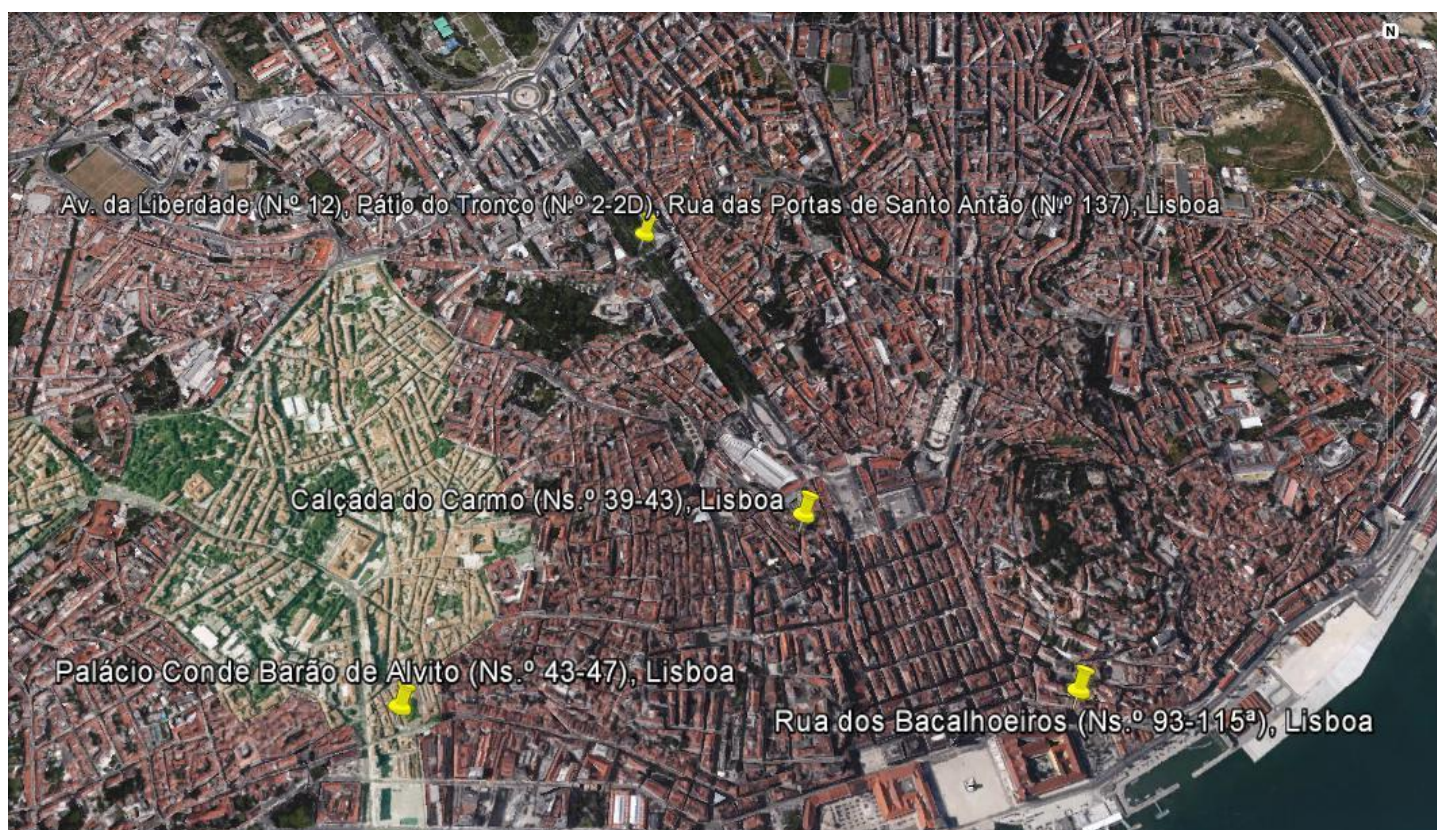 N
Av. da Liberdade (N.º 12), Pátio do Tronco (N.º 2-2D), Rua das Portas de Santo Antão (N.º 137), Lisboa
Calçada do Carmo (Ns.º 39-43), Lisboa
Palácio Conde Barão de Alvito (Ns.º 43-47), Lisboa
Rua dos Bacalhoeiros (Ns.º 93-115ª), Lisboa